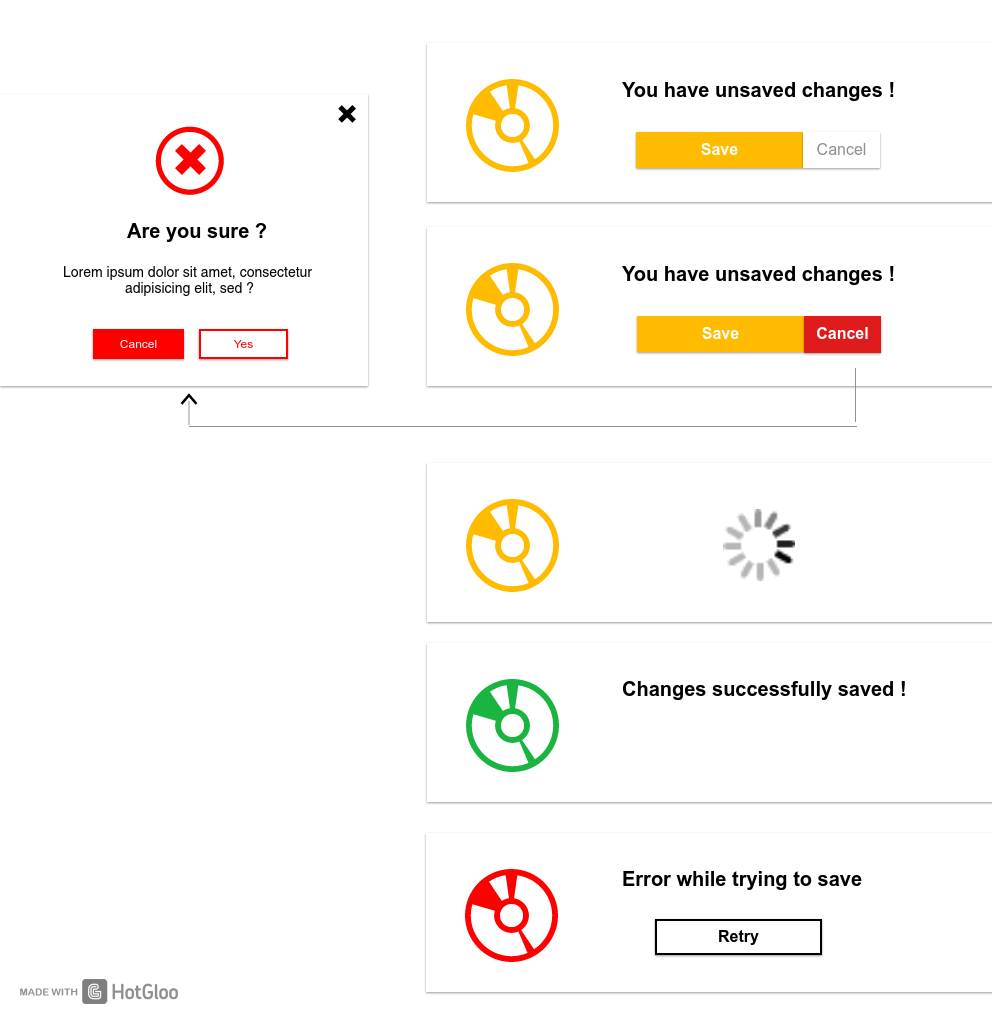 You have unsaved changes !
Save
Cancel
Are you sure ?
Lorem ipsum dolor sit amet, consectetur
adipisicing elit, sed ?
Cancel
Yes
You have unsaved changes !
Save
Cancel
Changes successfully saved !
Error while trying to save
Retry
MADE WITH HotGloo